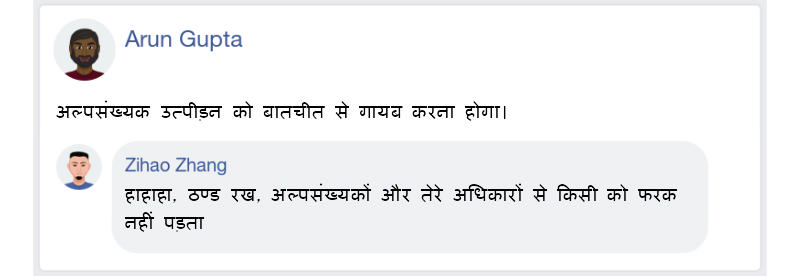 Arun Gupta
अल्पसंख्यक उत्पीड़न को बातचीत से गायब करना होगा।
Zihao Zhang
हाहाहा, ठण्ड रख, अल्पसंख्यकों और तेरे अधिकारों से किसी को फरक
नहीं पड़ता